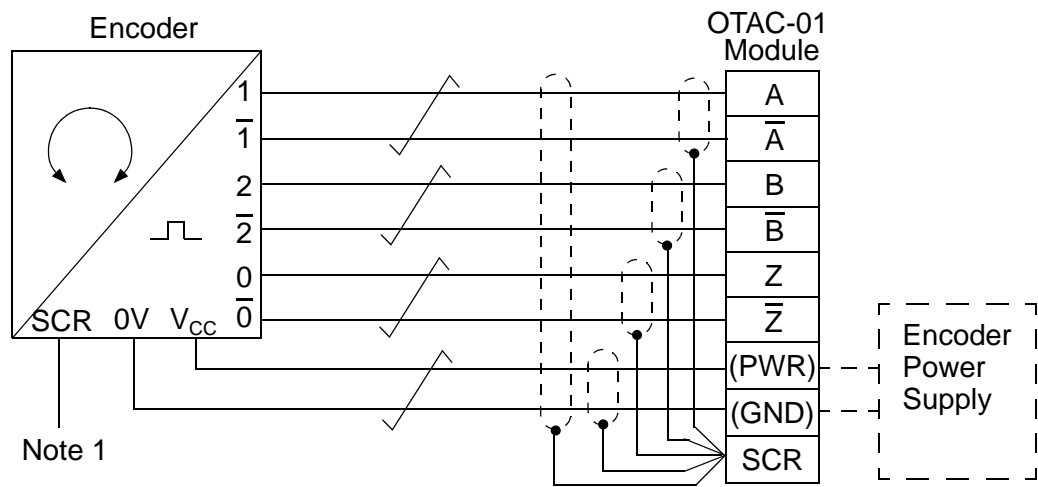 Encoder
OTAC-01
Module
1
1̅
2
2̅
0
0̅
SCR 0V VCC
Note 1
A
A̅
B
B̅
Z
Z̅
(PWR)
(GND)
SCR
Encoder
Power
Supply